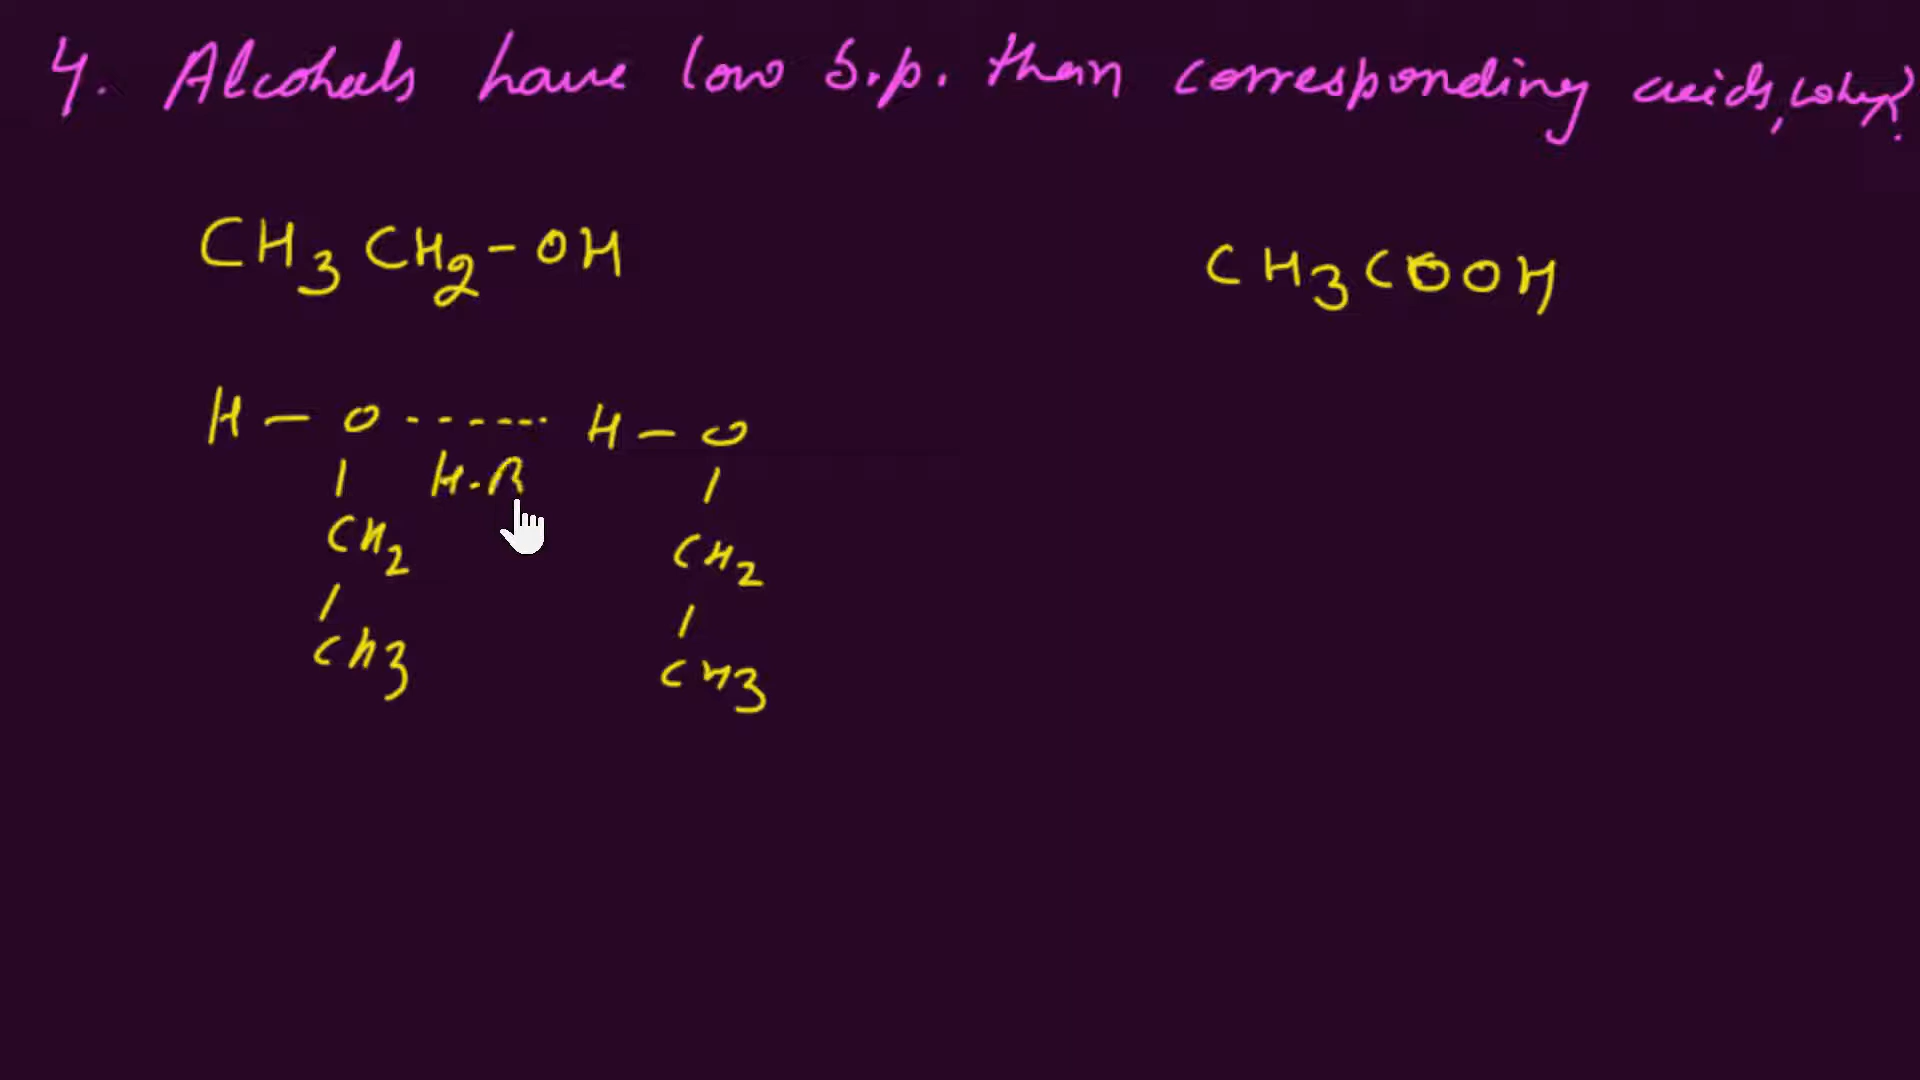 4. Alcohols have low b.p. than corresponding acids, why?
CH3CH2-OH CH3COOH
H-O------H-O
| H.B |
CH2 CH2
| |
CH3 CH3